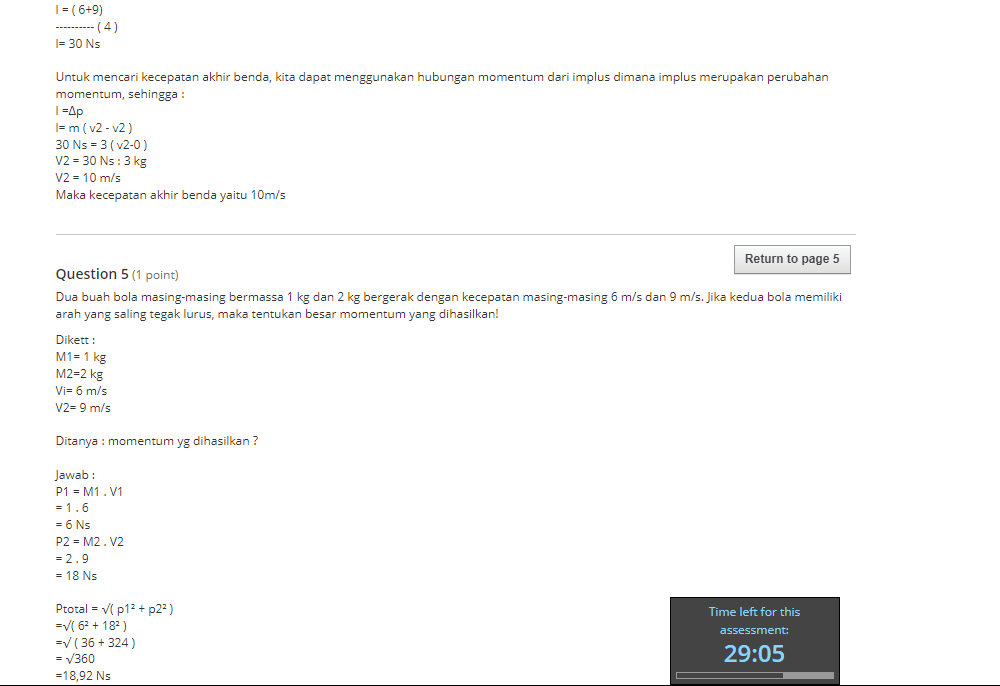 I = ( 6+9)
---------- ( 4 )
I= 30 Ns
Untuk mencari kecepatan akhir benda, kita dapat menggunakan hubungan momentum dari implus dimana implus merupakan perubahan
momentum, sehingga :
I =Δp
I= m ( v2 - v2 )
30 Ns = 3 ( v2-0 )
V2 = 30 Ns : 3 kg
V2 = 10 m/s
Maka kecepatan akhir benda yaitu 10m/s
Return to page 5
Question 5 (1 point)
Dua buah bola masing-masing bermassa 1 kg dan 2 kg bergerak dengan kecepatan masing-masing 6 m/s dan 9 m/s. Jika kedua bola memiliki
arah yang saling tegak lurus, maka tentukan besar momentum yang dihasilkan!
Dikett :
M1= 1 kg
M2=2 kg
Vi= 6 m/s
V2= 9 m/s
Ditanya : momentum yg dihasilkan ?
Jawab :
P1 = M1 . V1
= 1 . 6
= 6 Ns
P2 = M2 . V2
= 2 . 9
= 18 Ns
Ptotal = √( p1² + p2² )
=√( 6² + 18² )
=√ ( 36 + 324 )
= √360
=18,92 Ns
Time left for this
assessment:
29:05